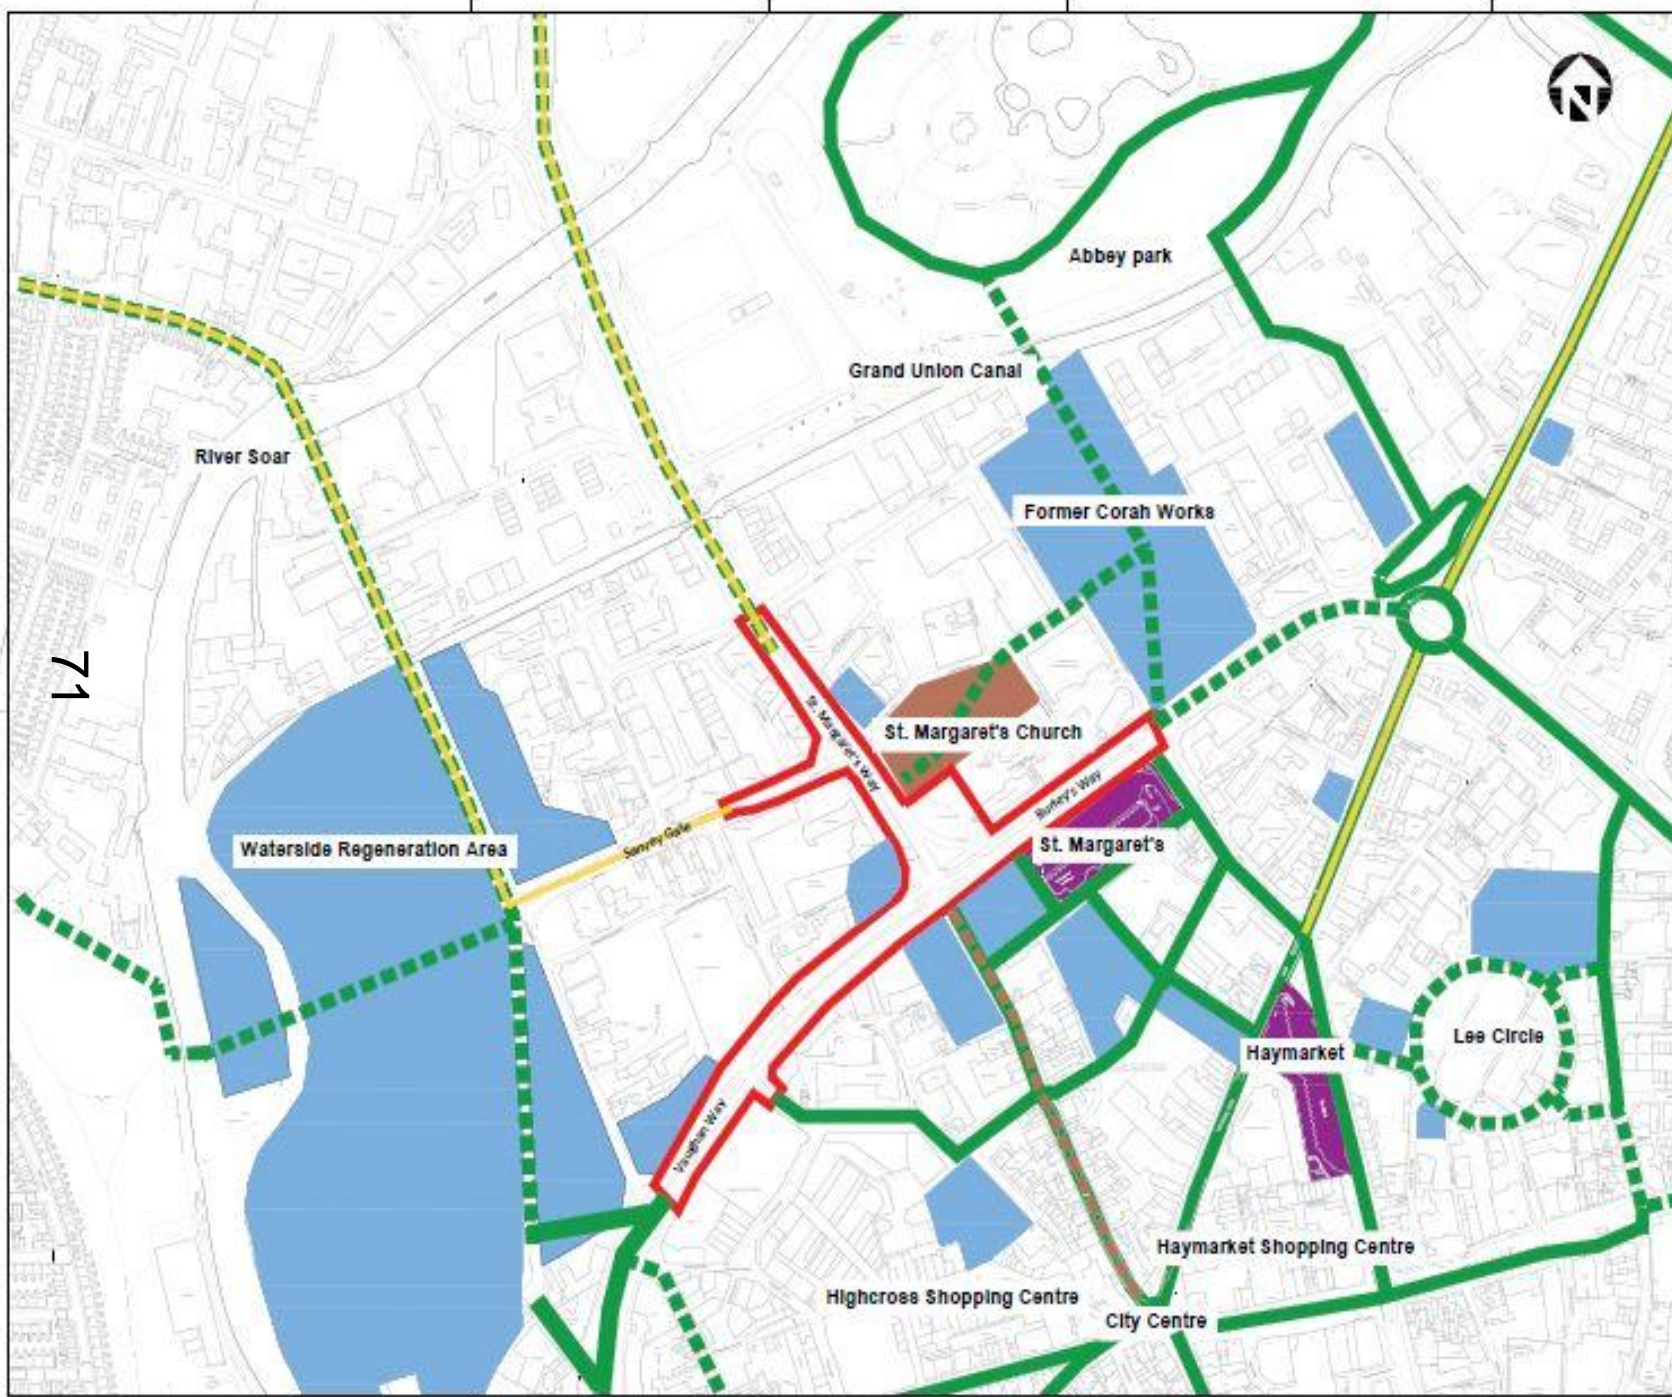 N
Abbey park
Grand Union Canal
River Soar
Former Corah Works
71
St. Margaret's Way
St. Margaret's Church
Burley's Way
Sanvey Gate
St. Margaret's
Waterside Regeneration Area
Lee Circle
Haymarket
Vaughan Way
Haymarket Shopping Centre
Highcross Shopping Centre
City Centre